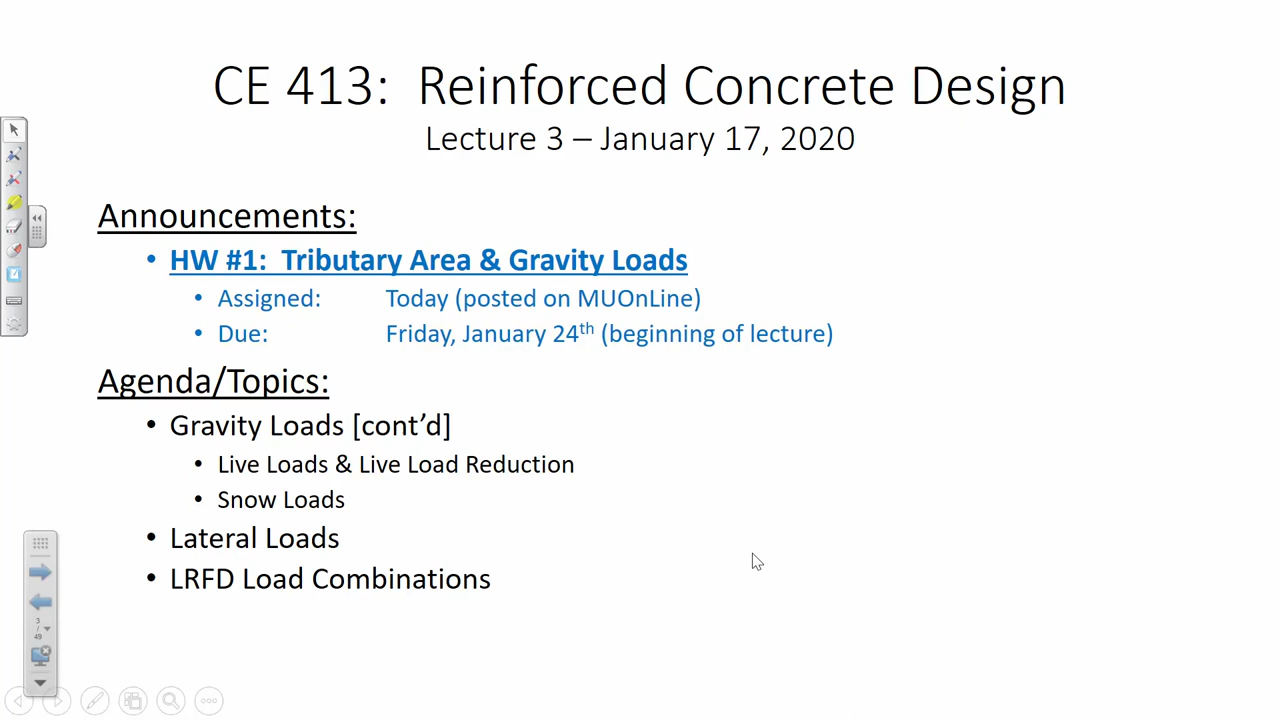 CE 413: Reinforced Concrete Design
Lecture 3 – January 17, 2020
Announcements:
• HW #1: Tributary Area & Gravity Loads
• Assigned: Today (posted on MUOnLine)
• Due: Friday, January 24th (beginning of lecture)
Agenda/Topics:
• Gravity Loads [cont’d]
• Live Loads & Live Load Reduction
• Snow Loads
• Lateral Loads
• LRFD Load Combinations
3
/
49